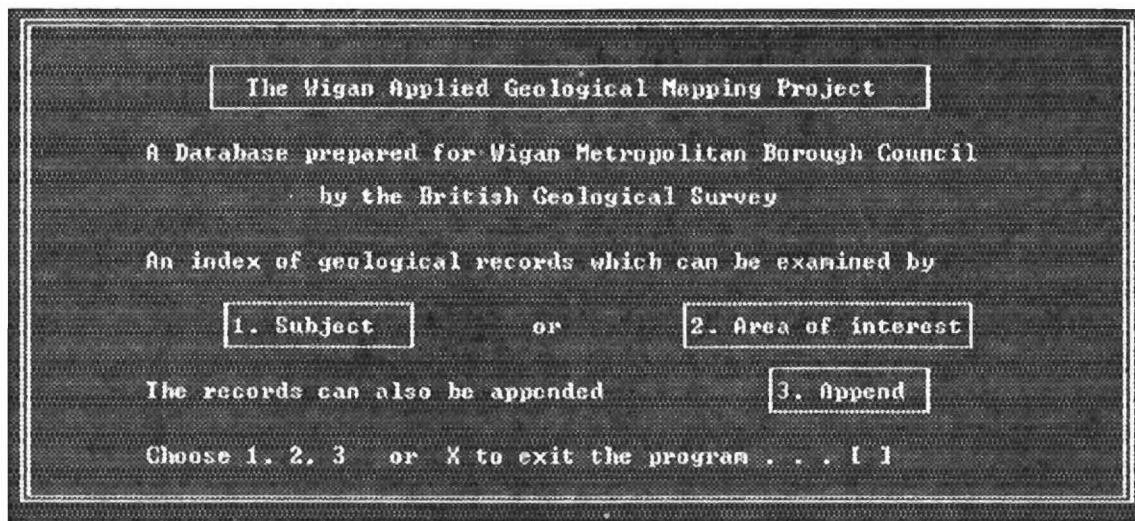 The Wigan Applied Geological Mapping Project
A Database prepared for Wigan Metropolitan Borough Council
by the British Geological Survey
An index of geological records which can be examined by
1. Subject or 2. Area of interest
The records can also be appended 3. Append
Choose 1, 2, 3 or X to exit the program . . . [ ]